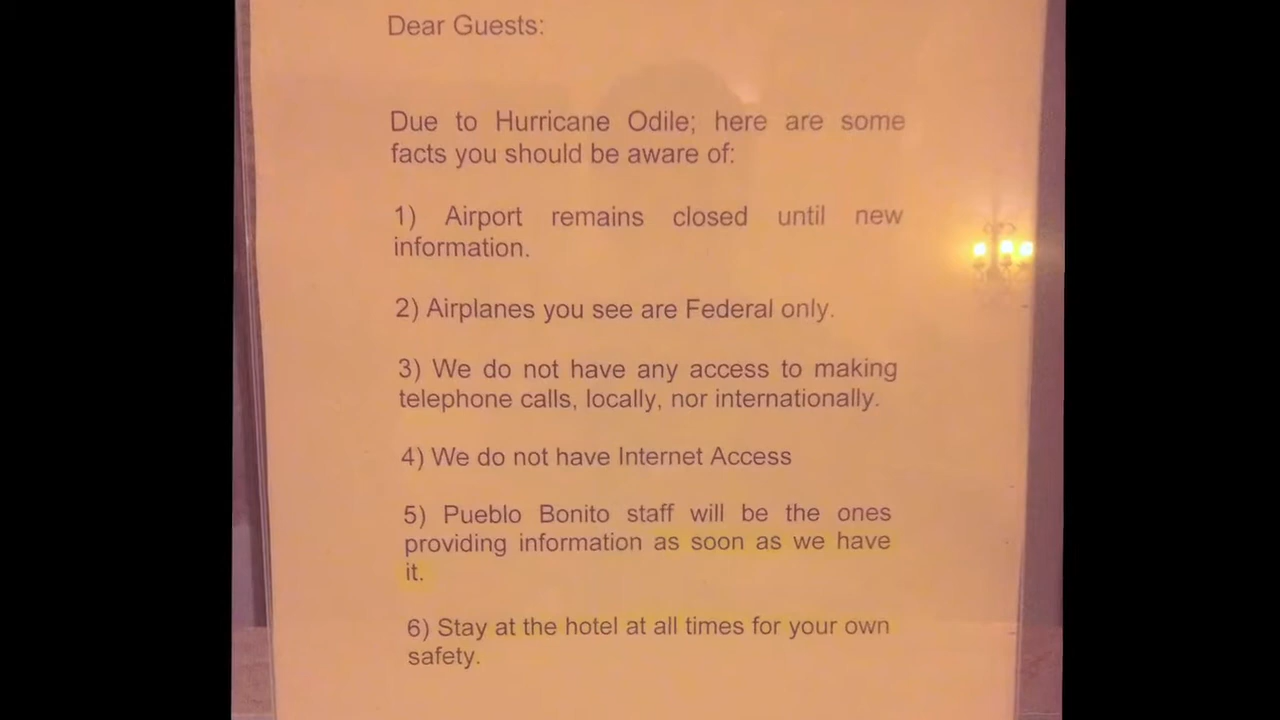 Dear Guests:
Due to Hurricane Odile; here are some
facts you should be aware of:
1) Airport remains closed until new
information.
2) Airplanes you see are Federal only.
3) We do not have any access to making
telephone calls, locally, nor internationally.
4) We do not have Internet Access
5) Pueblo Bonito staff will be the ones
providing information as soon as we have
it.
6) Stay at the hotel at all times for your own
safety.